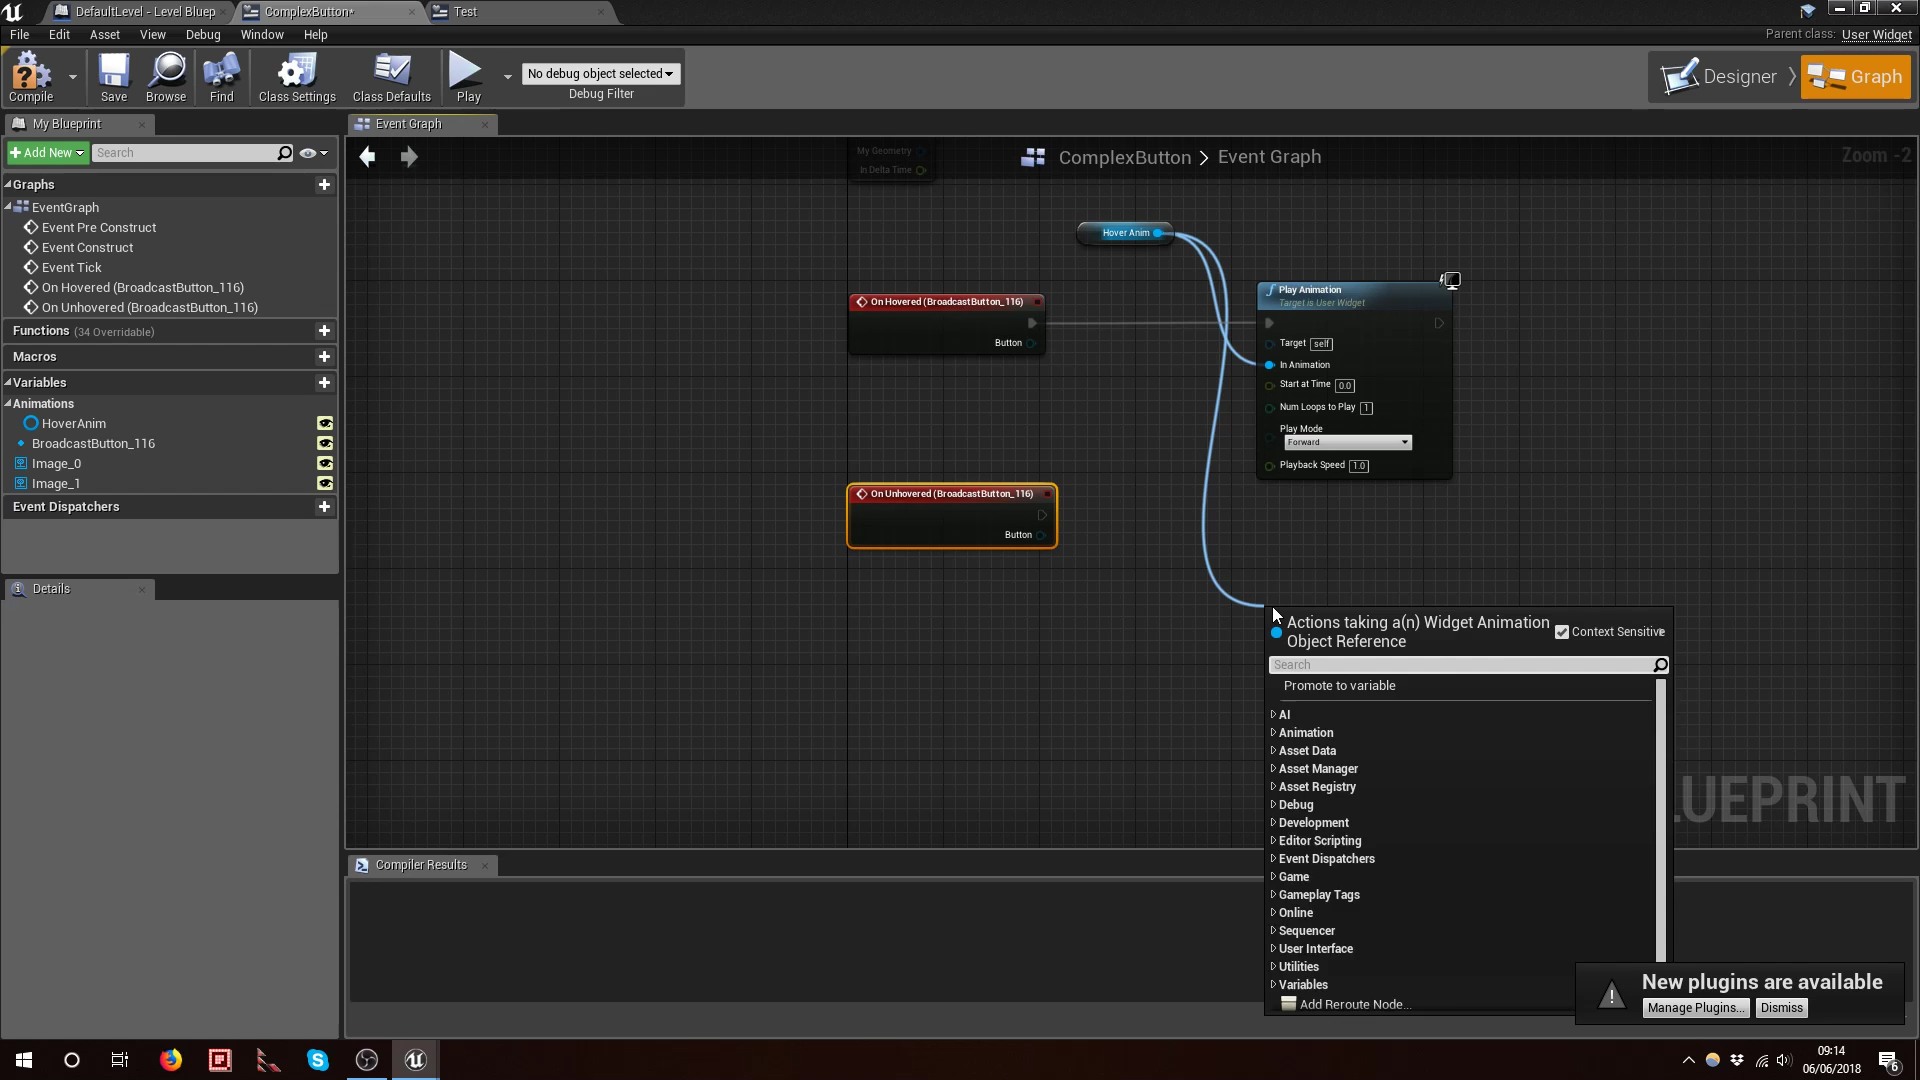 DefaultLevel - Level Bluep
ComplexButton*
Test
File Edit Asset View Debug Window Help
Parent class: User Widget
Compile
Save
Browse
Find
Class Settings
Class Defaults
Play
No debug object selected
Debug Filter
Designer
Graph
My Blueprint
Add New
Search
Graphs
EventGraph
Event Pre Construct
Event Construct
Event Tick
On Hovered (BroadcastButton_116)
On Unhovered (BroadcastButton_116)
Functions (34 Overridable)
Macros
Variables
Animations
HoverAnim
BroadcastButton_116
Image_0
Image_1
Event Dispatchers
Details
Event Graph
ComplexButton > Event Graph
Zoom -2
My Geometry
In Delta Time
Hover Anim
On Hovered (BroadcastButton_116)
Button
Play Animation
Target is User Widget
Target self
In Animation
Start at Time 0.0
Num Loops to Play 1
Play Mode
Forward
Playback Speed 1.0
On Unhovered (BroadcastButton_116)
Button
Actions taking a(n) Widget Animation
Object Reference
Context Sensitive
Search
Promote to variable
AI
Animation
Asset Data
Asset Manager
Asset Registry
Debug
Development
Editor Scripting
Event Dispatchers
Game
Gameplay Tags
Online
Sequencer
User Interface
Utilities
Variables
Add Reroute Node...
LUEPRINT
Compiler Results
New plugins are available
Manage Plugins...
Dismiss
09:14
06/06/2018
6